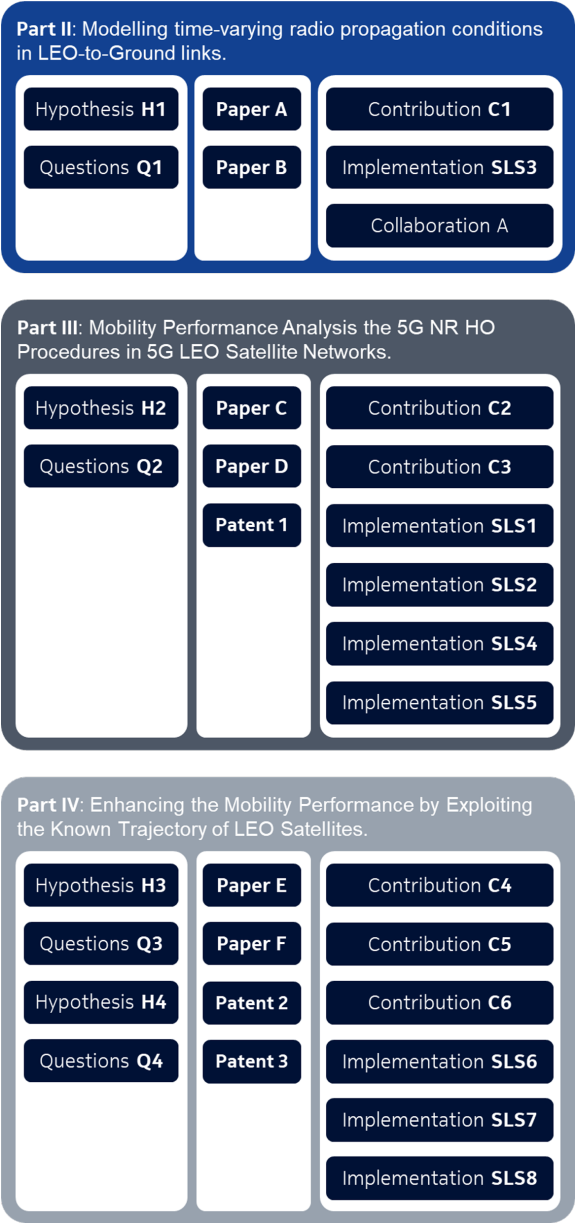 Part II: Modelling time-varying radio propagation conditions
in LEO-to-Ground links.
Hypothesis H1
Questions Q1
Paper A
Paper B
Contribution C1
Implementation SLS3
Collaboration A
Part III: Mobility Performance Analysis the 5G NR HO
Procedures in 5G LEO Satellite Networks.
Hypothesis H2
Questions Q2
Paper C
Paper D
Patent 1
Contribution C2
Contribution C3
Implementation SLS1
Implementation SLS2
Implementation SLS4
Implementation SLS5
Part IV: Enhancing the Mobility Performance by Exploiting
the Known Trajectory of LEO Satellites.
Hypothesis H3
Questions Q3
Hypothesis H4
Questions Q4
Paper E
Paper F
Patent 2
Patent 3
Contribution C4
Contribution C5
Contribution C6
Implementation SLS6
Implementation SLS7
Implementation SLS8